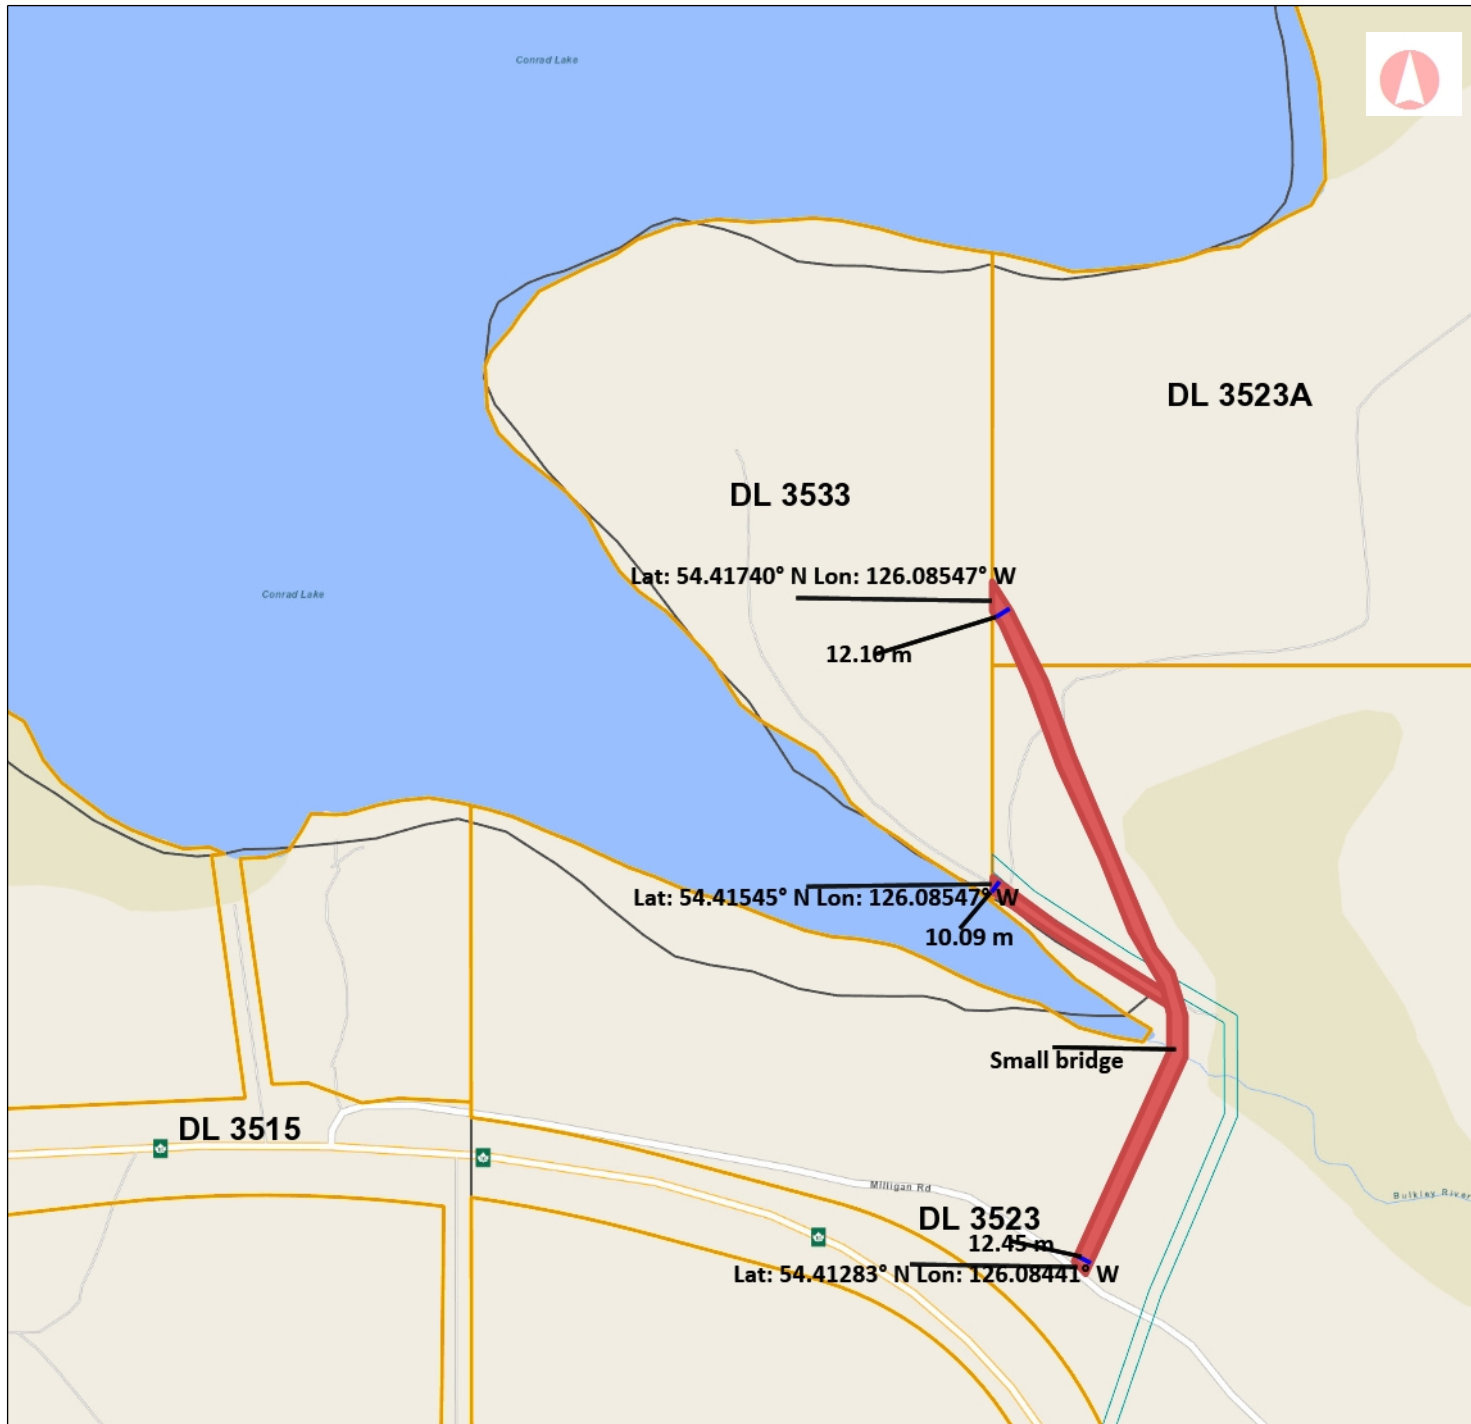 Conrad Lake
DL 3523A
DL 3533
Lat: 54.41740° N Lon: 126.08547° W
Conrad Lake
12.10 m
Lat: 54.41545° N Lon: 126.08547° W
10.09 m
Small bridge
DL 3515
Milligan Rd
Bulkley River
DL 3523
12.45 m
Lat: 54.41283° N Lon: 126.08441° W